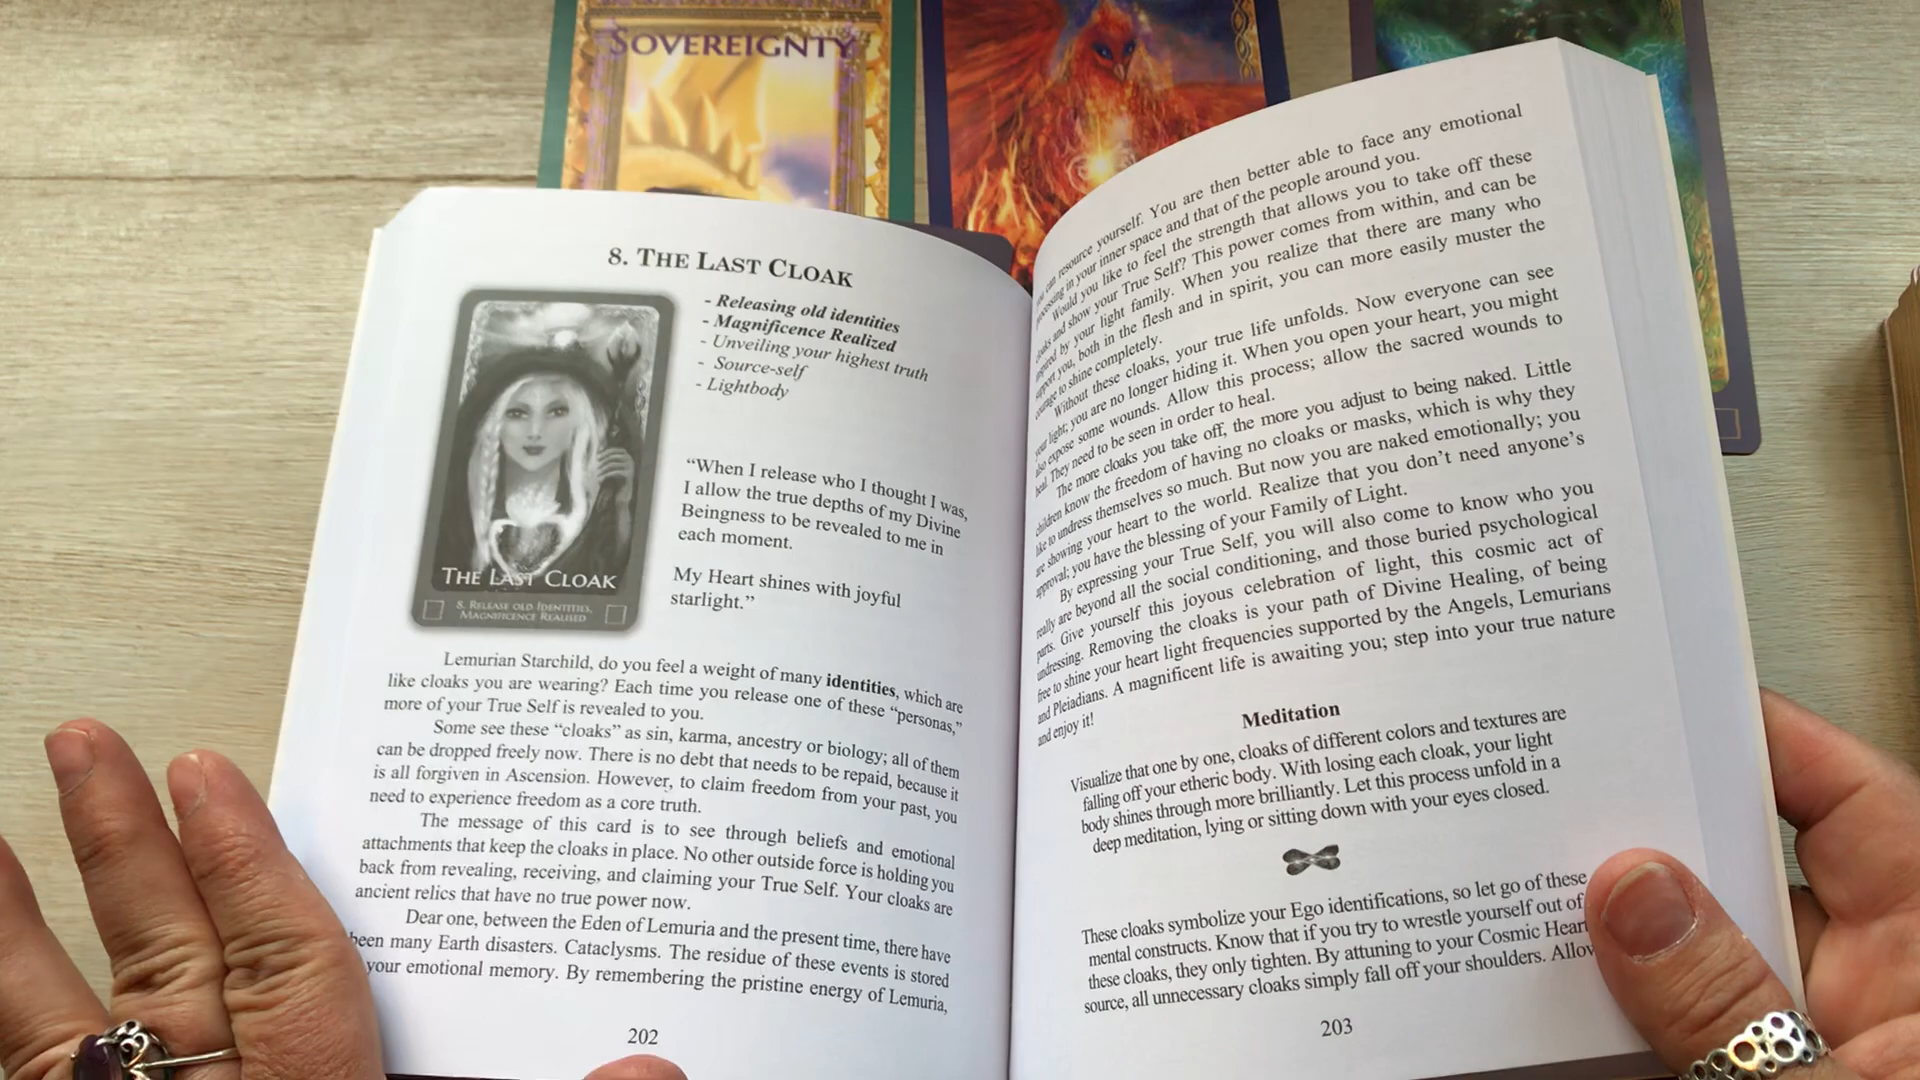 SOVEREIGNTY
8. THE LAST CLOAK
- Releasing old identities
- Magnificence Realized
- Unveiling your highest truth
- Source-self
- Lightbody
THE LAST CLOAK
8. RELEASE OLD IDENTITIES,
MAGNIFICENCE REALISED
“When I release who I thought I was,
I allow the true depths of my Divine
Beingness to be revealed to me in
each moment.
My Heart shines with joyful
starlight.”
Lemurian Starchild, do you feel a weight of many identities, which are
like cloaks you are wearing? Each time you release one of these “personas,”
more of your True Self is revealed to you.
Some see these “cloaks” as sin, karma, ancestry or biology; all of them
can be dropped freely now. There is no debt that needs to be repaid, because it
is all forgiven in Ascension. However, to claim freedom from your past, you
need to experience freedom as a core truth.
The message of this card is to see through beliefs and emotional
attachments that keep the cloaks in place. No other outside force is holding you
back from revealing, receiving, and claiming your True Self. Your cloaks are
ancient relics that have no true power now.
Dear one, between the Eden of Lemuria and the present time, there have
been many Earth disasters. Cataclysms. The residue of these events is stored
your emotional memory. By remembering the pristine energy of Lemuria,
202
you can resource yourself. You are then better able to face any emotional
processing in your inner space and that of the people around you.
Would you like to feel the strength that allows you to take off these
cloaks and show your True Self? This power comes from within, and can be
inspired by your light family. When you realize that there are many who
support you, both in the flesh and in spirit, you can more easily muster the
courage to shine completely.
Without these cloaks, your true life unfolds. Now everyone can see
your light; you are no longer hiding it. When you open your heart, you might
also expose some wounds. Allow this process; allow the sacred wounds to
heal. They need to be seen in order to heal.
The more cloaks you take off, the more you adjust to being naked. Little
children know the freedom of having no cloaks or masks, which is why they
like to undress themselves so much. But now you are naked emotionally; you
are showing your heart to the world. Realize that you don’t need anyone’s
approval; you have the blessing of your Family of Light.
By expressing your True Self, you will also come to know who you
really are beyond all the social conditioning, and those buried psychological
parts. Give yourself this joyous celebration of light, this cosmic act of
undressing. Removing the cloaks is your path of Divine Healing, of being
free to shine your heart light frequencies supported by the Angels, Lemurians
and Pleiadians. A magnificent life is awaiting you; step into your true nature
and enjoy it!
Meditation
Visualize that one by one, cloaks of different colors and textures are
falling off your etheric body. With losing each cloak, your light
body shines through more brilliantly. Let this process unfold in a
deep meditation, lying or sitting down with your eyes closed.
These cloaks symbolize your Ego identifications, so let go of these
mental constructs. Know that if you try to wrestle yourself out of
these cloaks, they only tighten. By attuning to your Cosmic Heart
source, all unnecessary cloaks simply fall off your shoulders. Allow
203